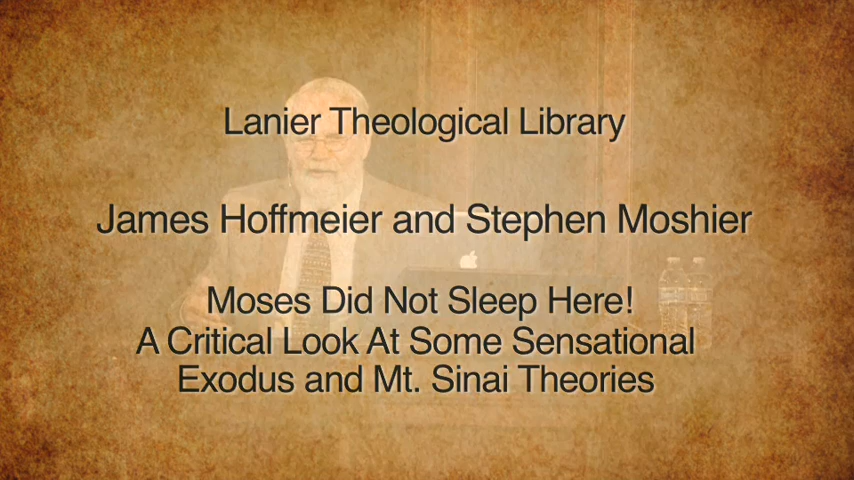 Lanier Theological Library
James Hoffmeier and Stephen Moshier
Moses Did Not Sleep Here!
A Critical Look At Some Sensational
Exodus and Mt. Sinai Theories